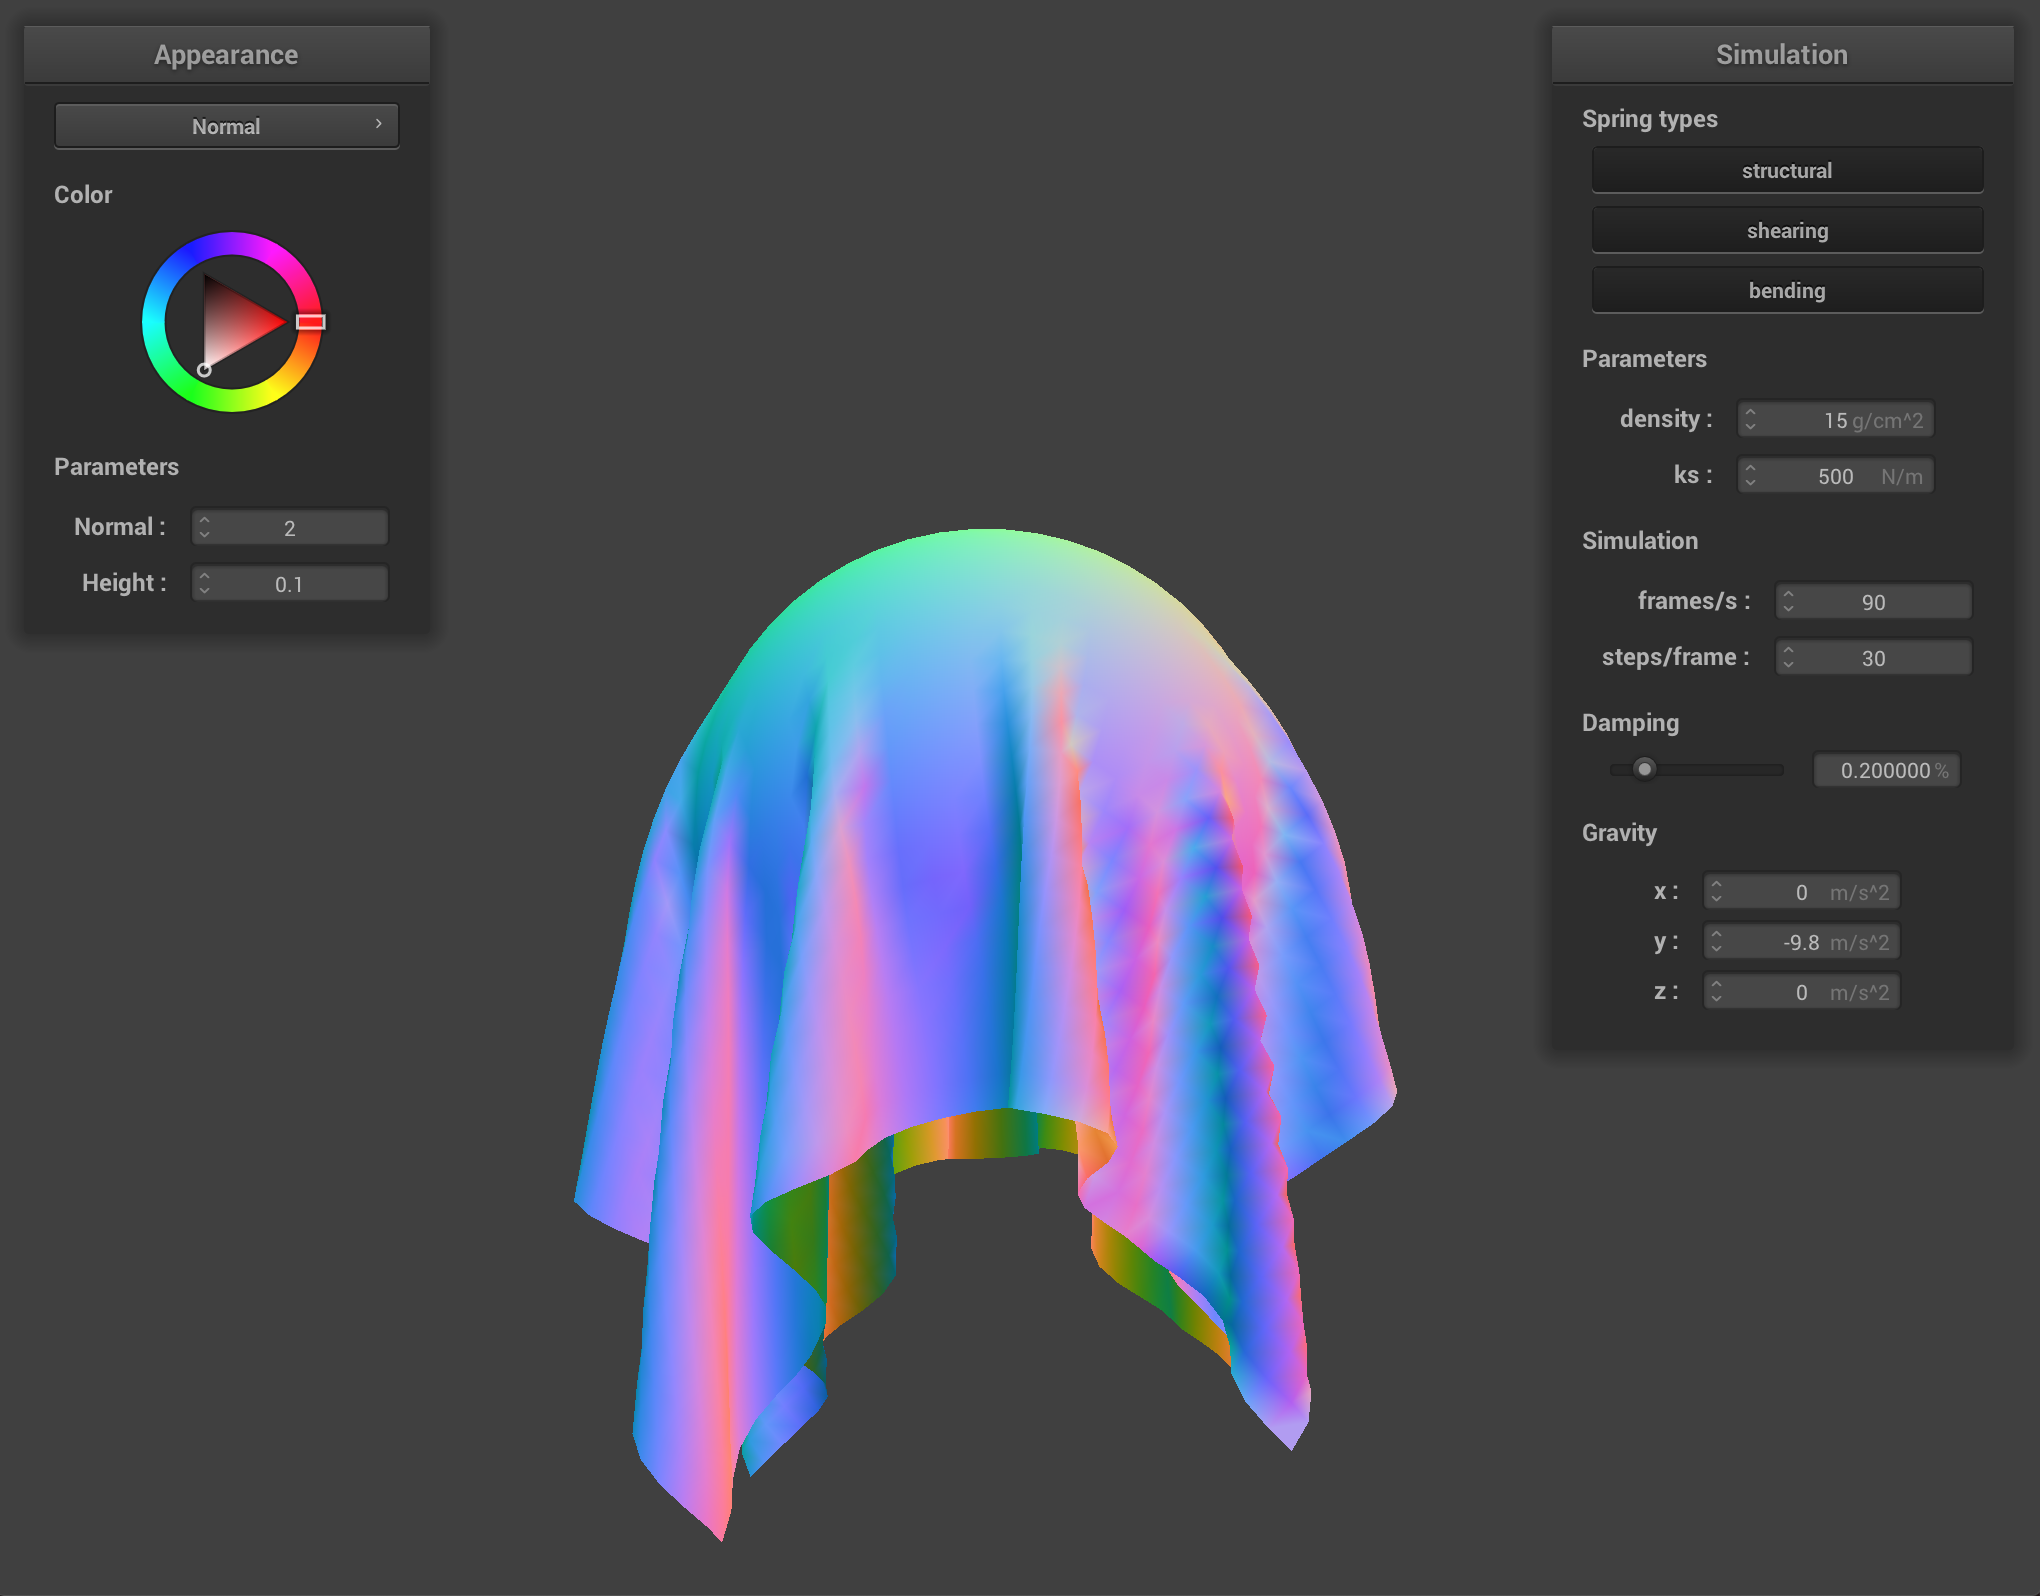 Appearance
Normal
Color
Parameters
Normal : 2
Height : 0.1
Simulation
Spring types
structural
shearing
bending
Parameters
density : 15 g/cm^2
ks : 500 N/m
Simulation
frames/s : 90
steps/frame : 30
Damping
0.200000 %
Gravity
x : 0 m/s^2
y : -9.8 m/s^2
z : 0 m/s^2